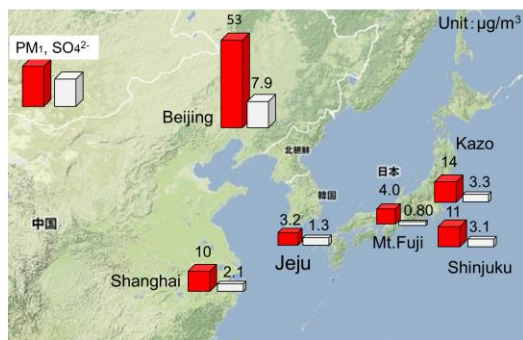 53
Unit：μg/m³
PM₁, SO₄²⁻
7.9
Beijing
北朝鮮
Kazo
14
3.3
日本
4.0
0.80
11
3.1
韓国
3.2
1.3
中国
Mt.Fuji
Shinjuku
Jeju
10
2.1
Shanghai